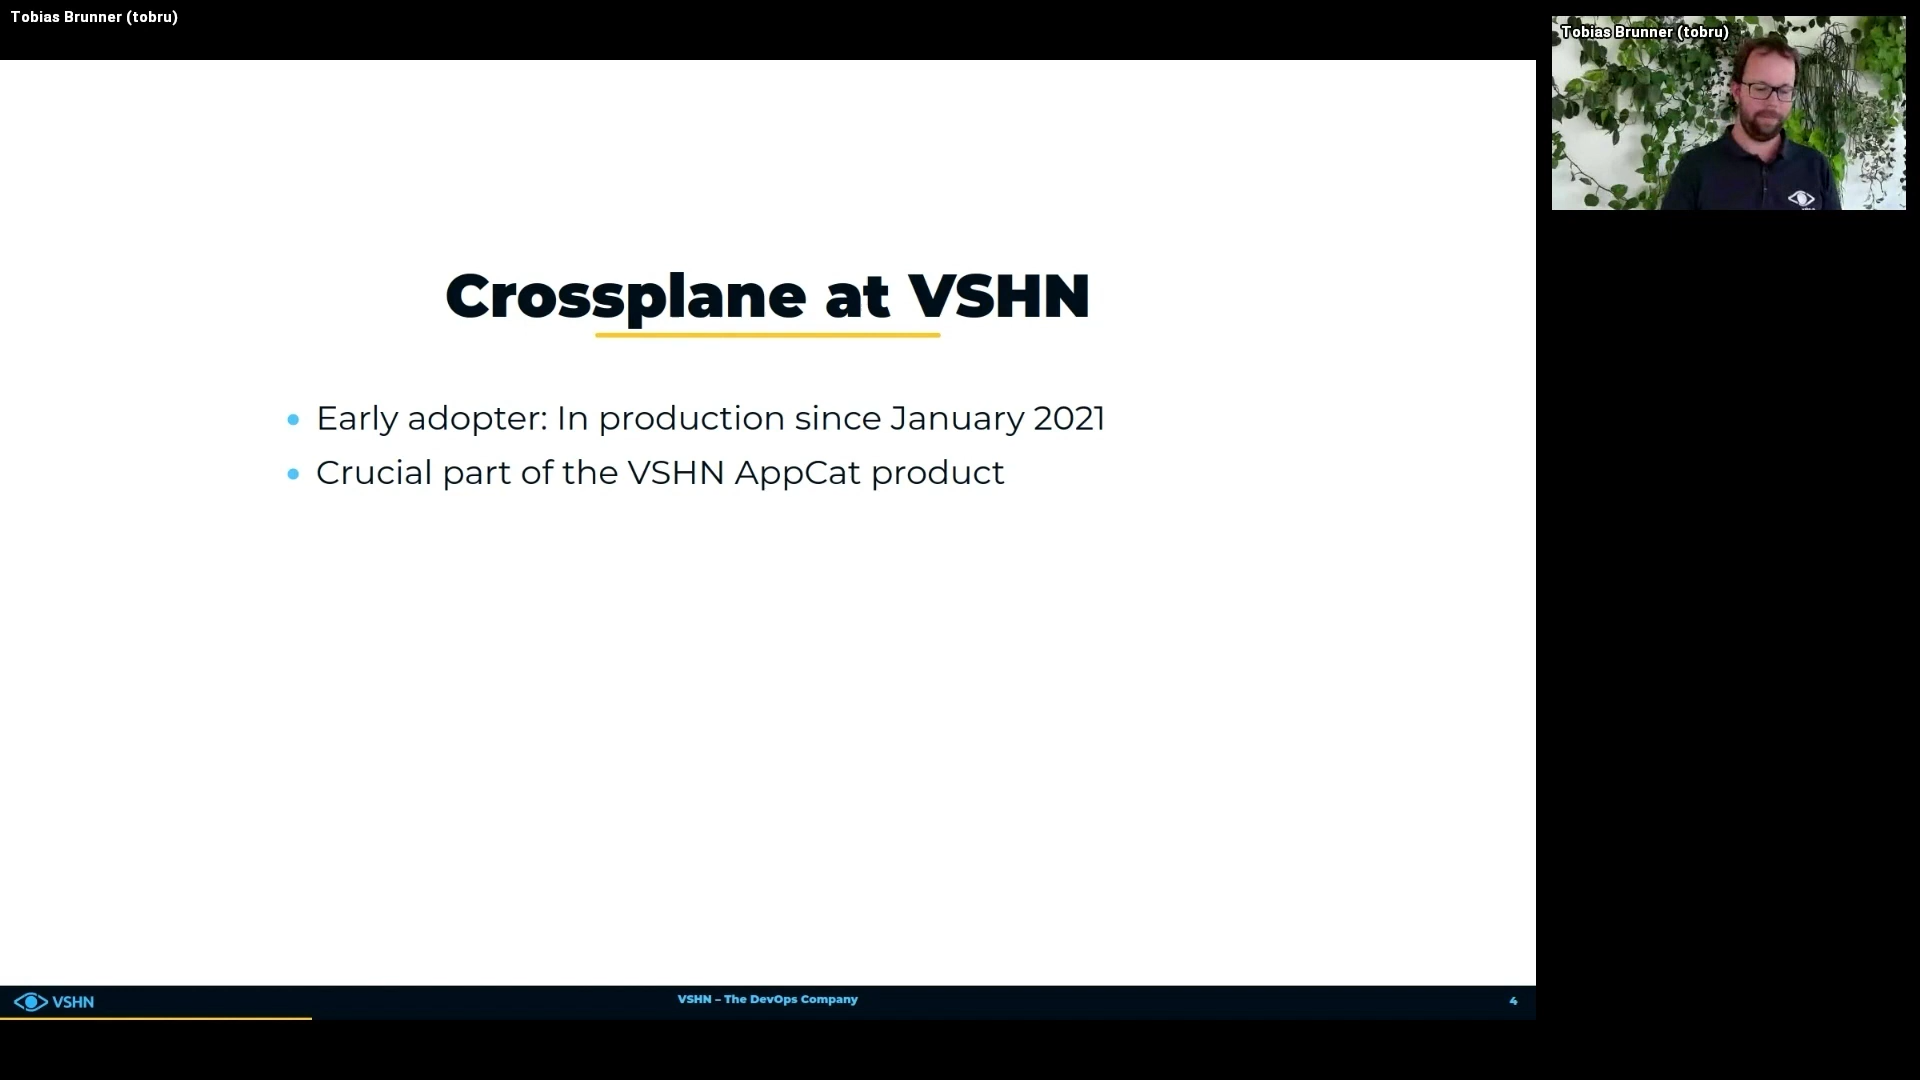 Tobias Brunner (tobru)
Tobias Brunner (tobru)
Crossplane at VSHN
Early adopter: In production since January 2021
Crucial part of the VSHN AppCat product
VSHN
VSHN – The DevOps Company
4